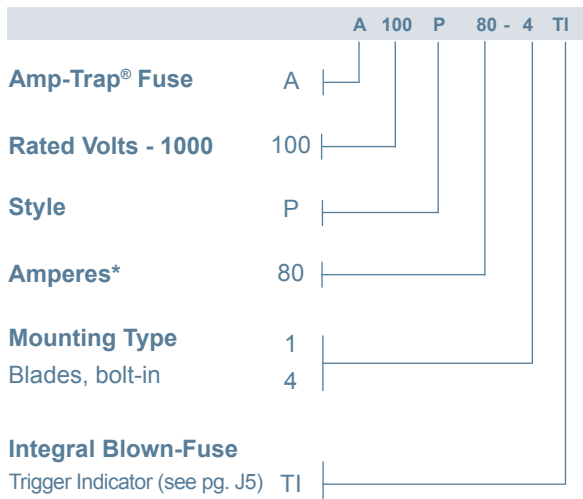 A 100 P 80 - 4 TI
Amp-Trap® Fuse A
Rated Volts - 1000 100
Style P
Amperes* 80
Mounting Type 1
Blades, bolt-in 4
Integral Blown-Fuse
Trigger Indicator (see pg. J5) TI